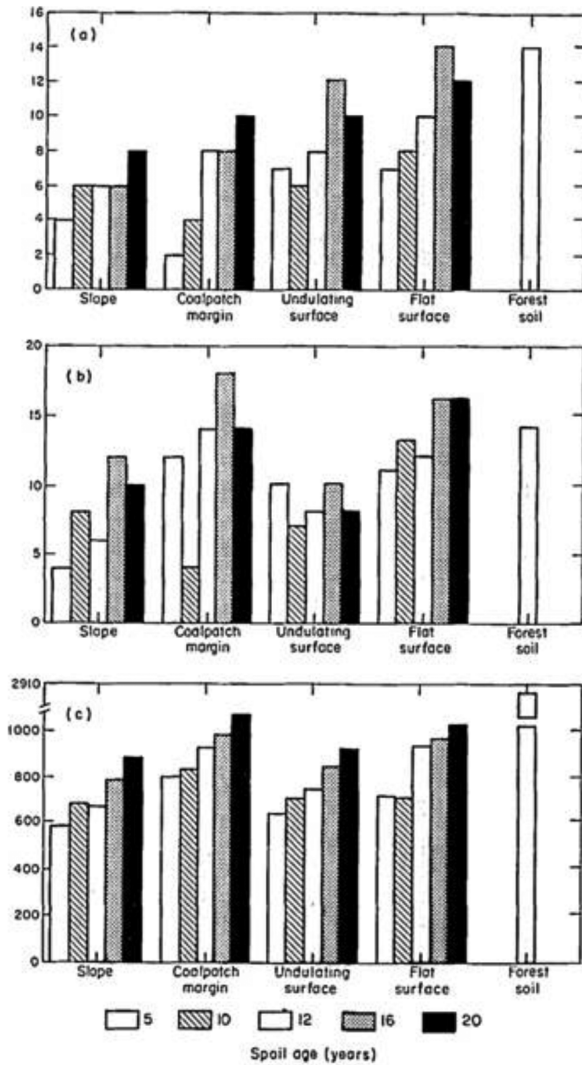 14
(a)
12
10
8
6
4
2
0
Slope Coalpatch margin Undulating surface Flat surface Forest soil
20
(b)
15
10
5
0
Slope Coalpatch margin Undulating surface Flat surface Forest soil
2910
(c)
1000
800
600
400
200
0
Slope Coalpatch margin Undulating surface Flat surface Forest soil
5 10 12 16 20
Spoil age (years)